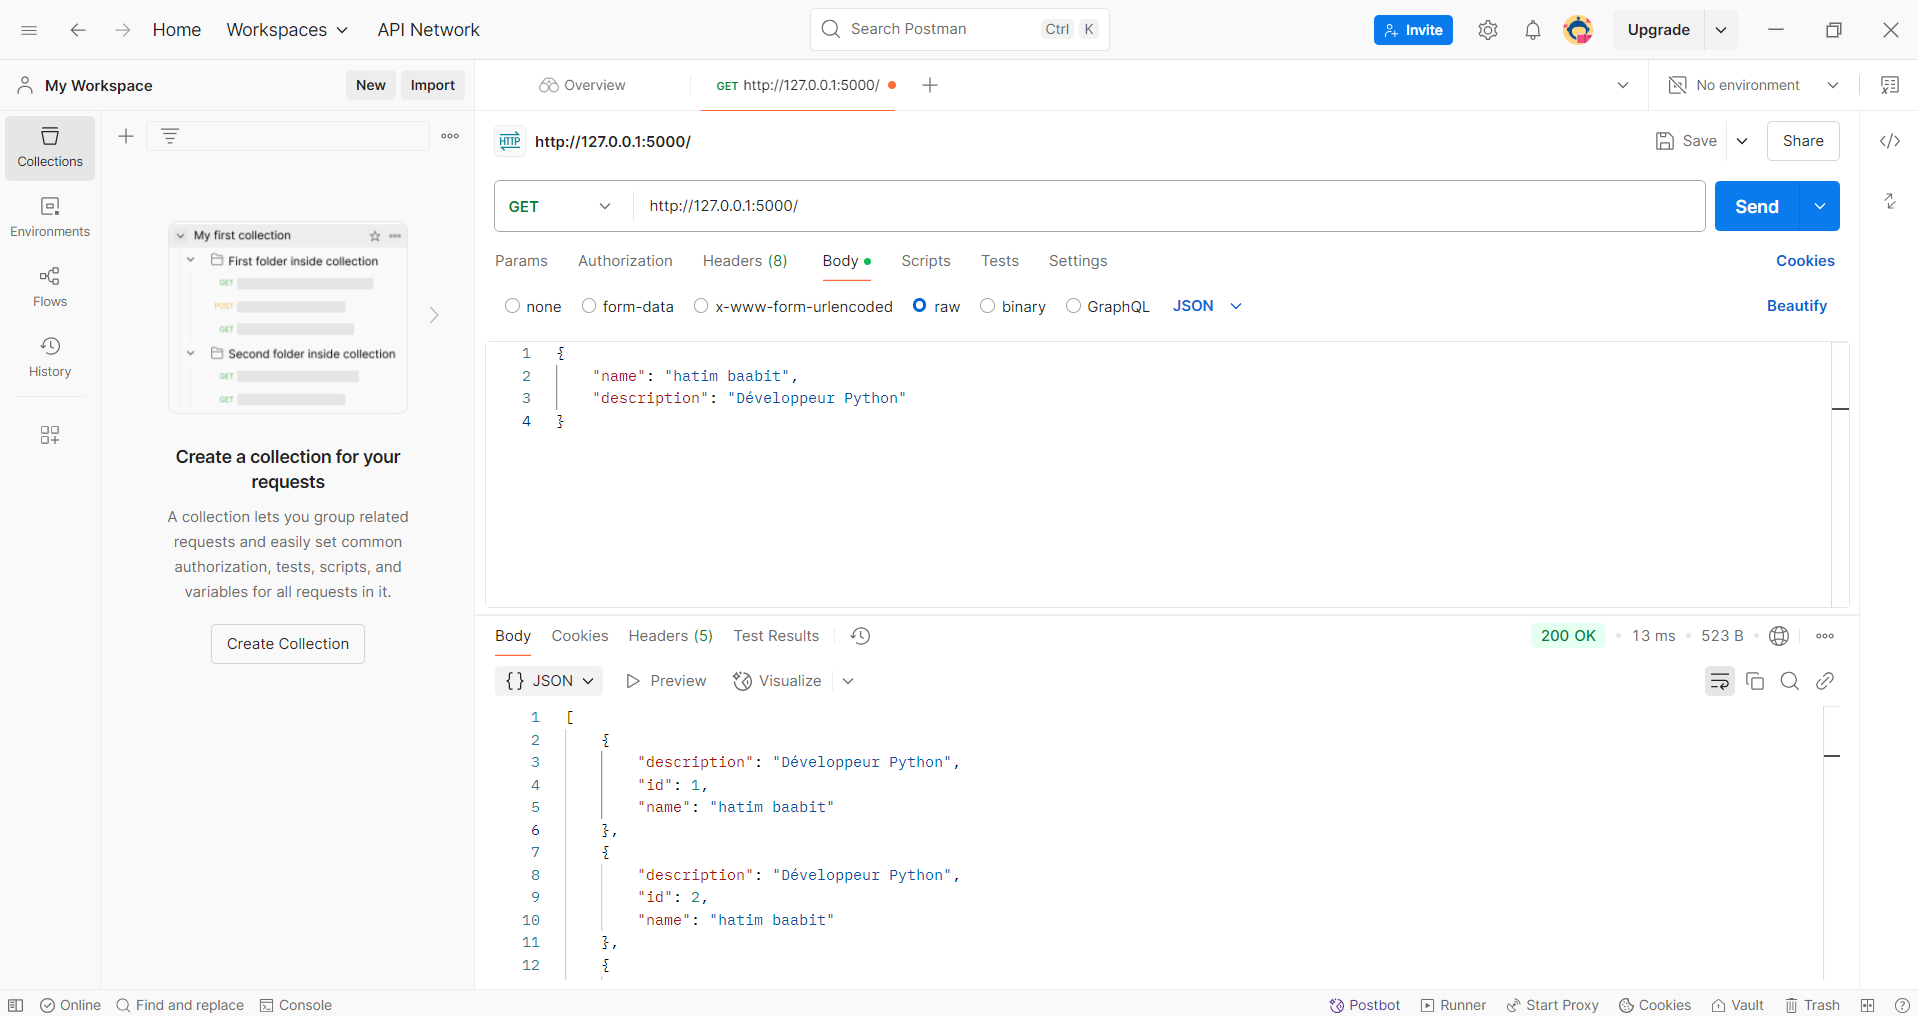 Home Workspaces API Network Search Postman Ctrl K Invite Upgrade
My Workspace New Import Overview GET http://127.0.0.1:5000/ No environment
Collections
Environments
Flows
History
My first collection
First folder inside collection
GET
POST
GET
Second folder inside collection
GET
GET
Create a collection for your
requests
A collection lets you group related
requests and easily set common
authorization, tests, scripts, and
variables for all requests in it.
Create Collection
HTTP http://127.0.0.1:5000/ Save Share
GET http://127.0.0.1:5000/ Send
Params Authorization Headers (8) Body Scripts Tests Settings Cookies
none form-data x-www-form-urlencoded raw binary GraphQL JSON Beautify
1 {
2 "name": "hatim baabit",
3 "description": "Développeur Python"
4 }
Body Cookies Headers (5) Test Results 200 OK 13 ms 523 B
{} JSON Preview Visualize
1 [
2 {
3 "description": "Développeur Python",
4 "id": 1,
5 "name": "hatim baabit"
6 },
7 {
8 "description": "Développeur Python",
9 "id": 2,
10 "name": "hatim baabit"
11 },
12 {
Online Find and replace Console Postbot Runner Start Proxy Cookies Vault Trash